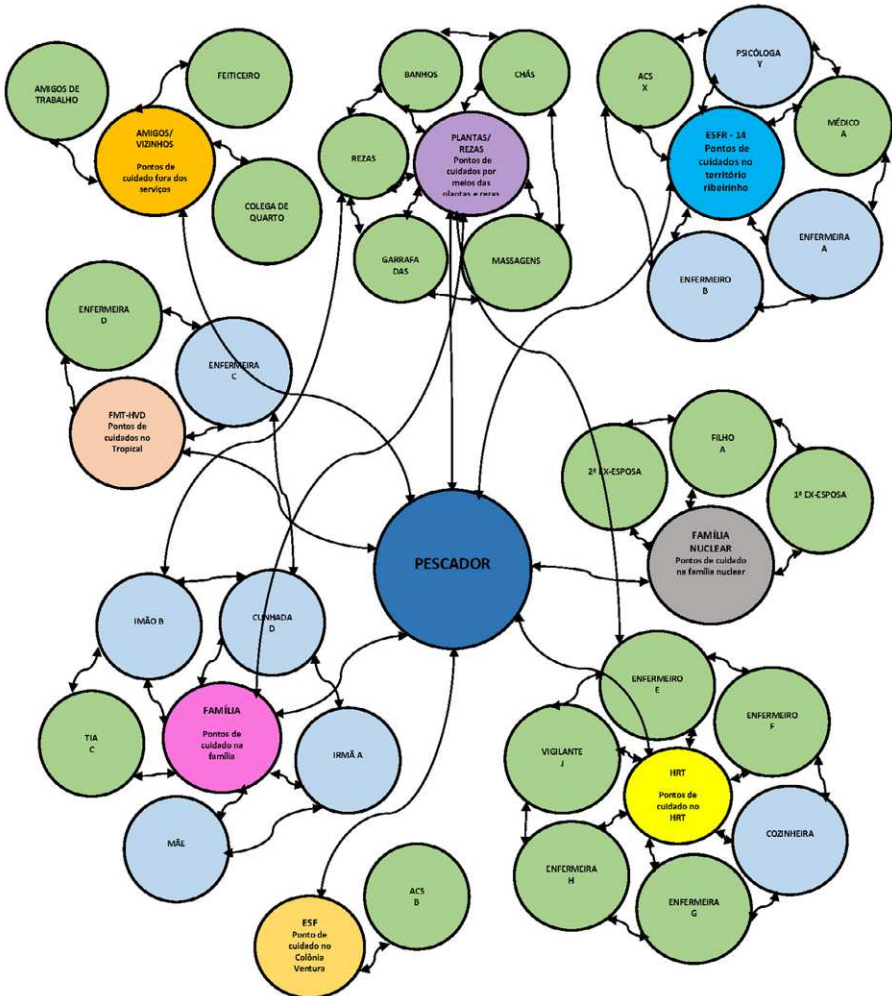 AMIGOS DE
TRABALHO
FEITICEIRO
AMIGOS/
VIZINHOS
Pontos de
cuidado fora dos
serviços
COLEGA DE
QUARTO
BANHOS
CHÁS
REZAS
PLANTAS/
REZAS
Pontos de
cuidados por
meios das
plantas e rezas
GARRAFA
DAS
MASSAGENS
ACS
X
PSICÓLOGA
Y
MÉDICO
A
ESFR - 14
Pontos de
cuidados no
território
ribeirinho
ENFERMEIRA
A
ENFERMEIRO
B
ENFERMEIRA
D
ENFERMEIRA
C
FMT-HVD
Pontos de
cuidados no
Tropical
2ª EX-ESPOSA
FILHO
A
1ª EX-ESPOSA
FAMÍLIA
NUCLEAR
Pontos de cuidado
na família nuclear
PESCADOR
IMÃO B
CUNHADA
D
TIA
C
FAMÍLIA
Pontos de
cuidado na
família
IRMÃ A
MÃE
ESF
Ponto de
cuidado no
Colônia
Ventura
ACS
B
ENFERMEIRO
E
ENFERMEIRO
F
VIGILANTE
J
HRT
Pontos de
cuidado no
HRT
COZINHEIRA
ENFERMEIRA
H
ENFERMEIRA
G